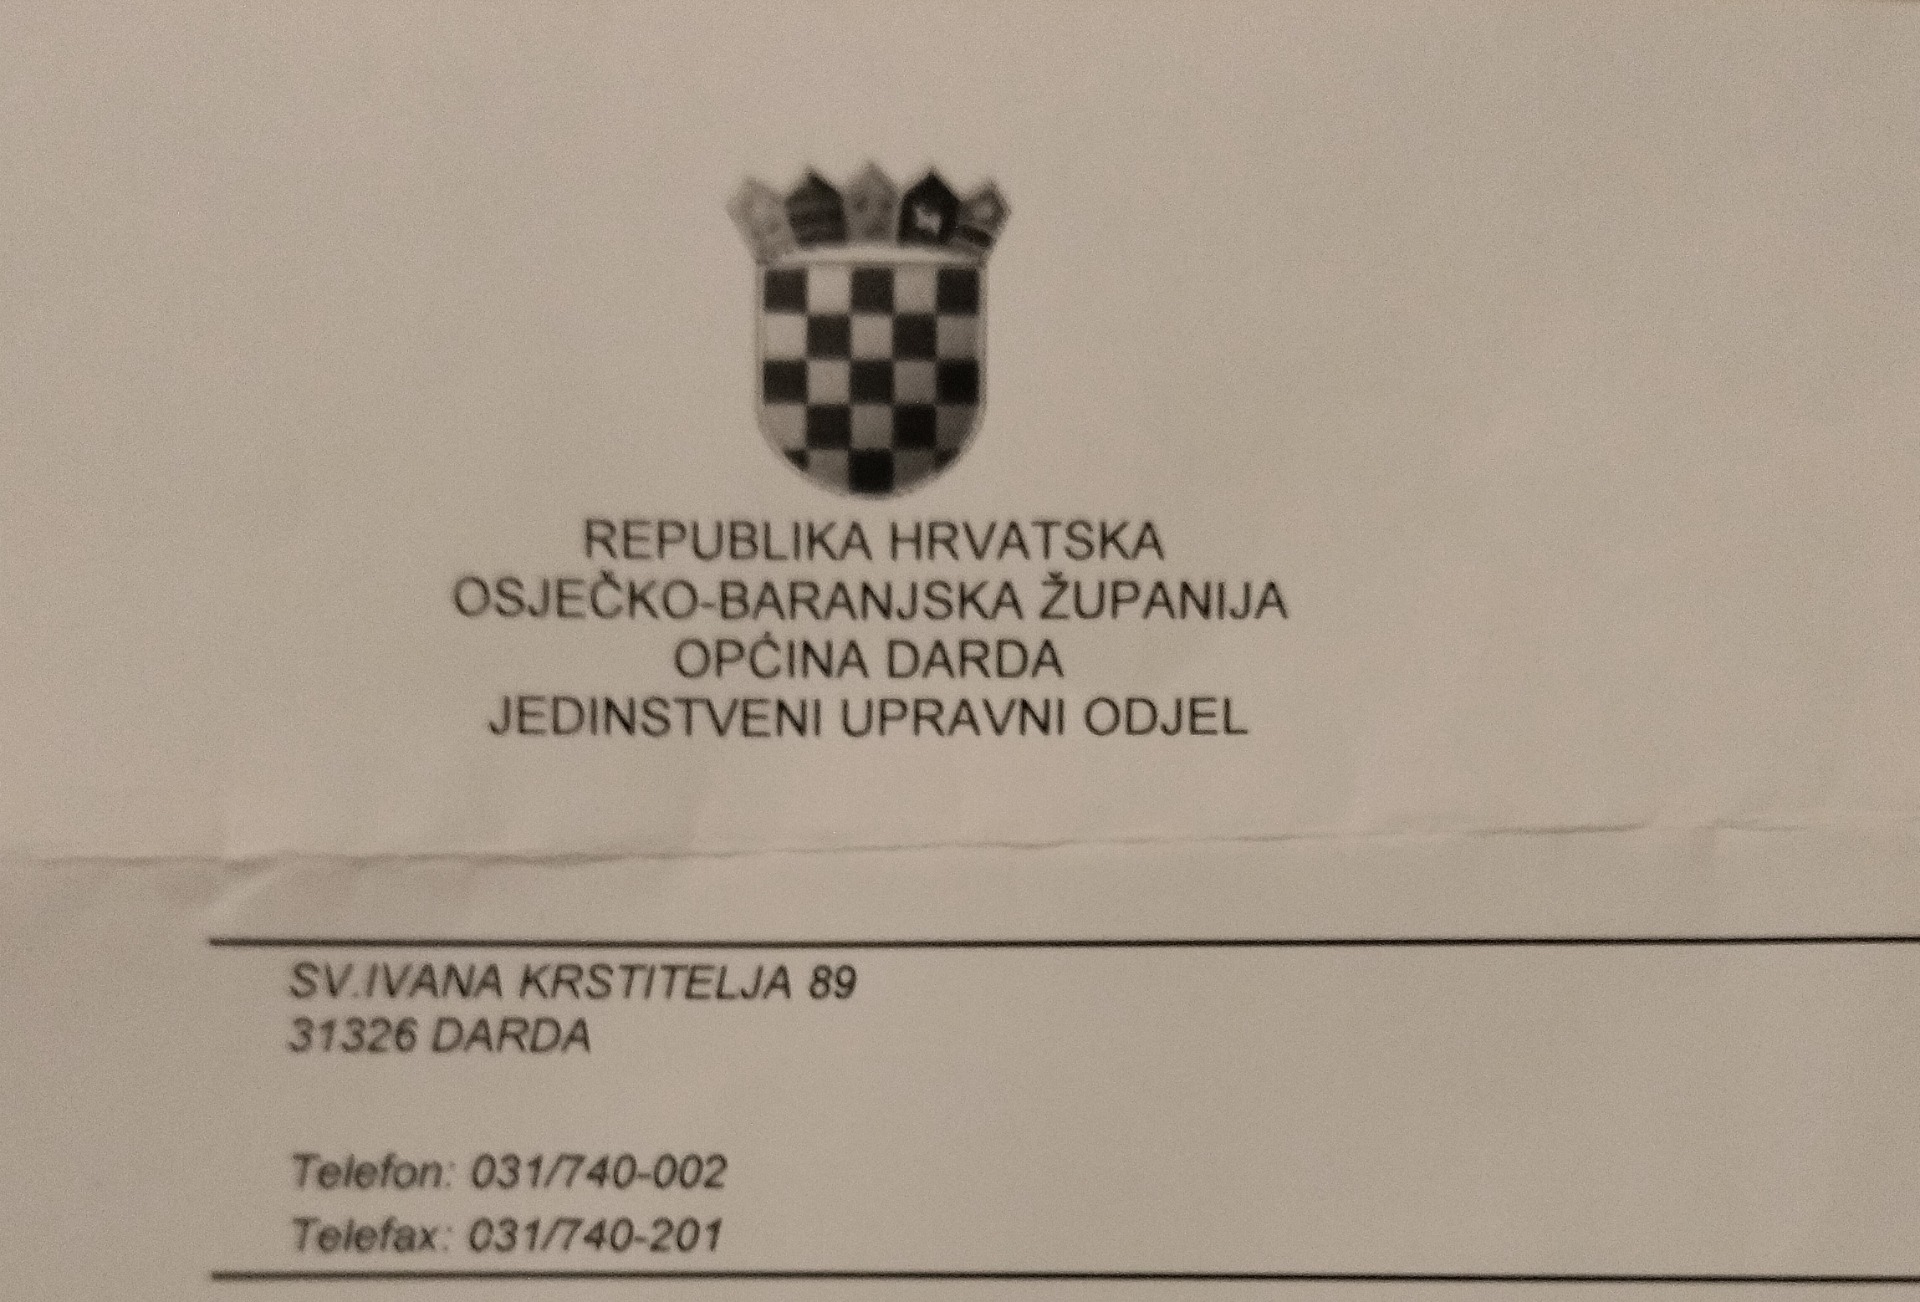 REPUBLIKA HRVATSKA
OSJEČKO-BARANJSKA ŽUPANIJA
OPĆINA DARDA
JEDINSTVENI UPRAVNI ODJEL
SV.IVANA KRSTITELJA 89
31326 DARDA
Telefon: 031/740-002
Telefax: 031/740-201